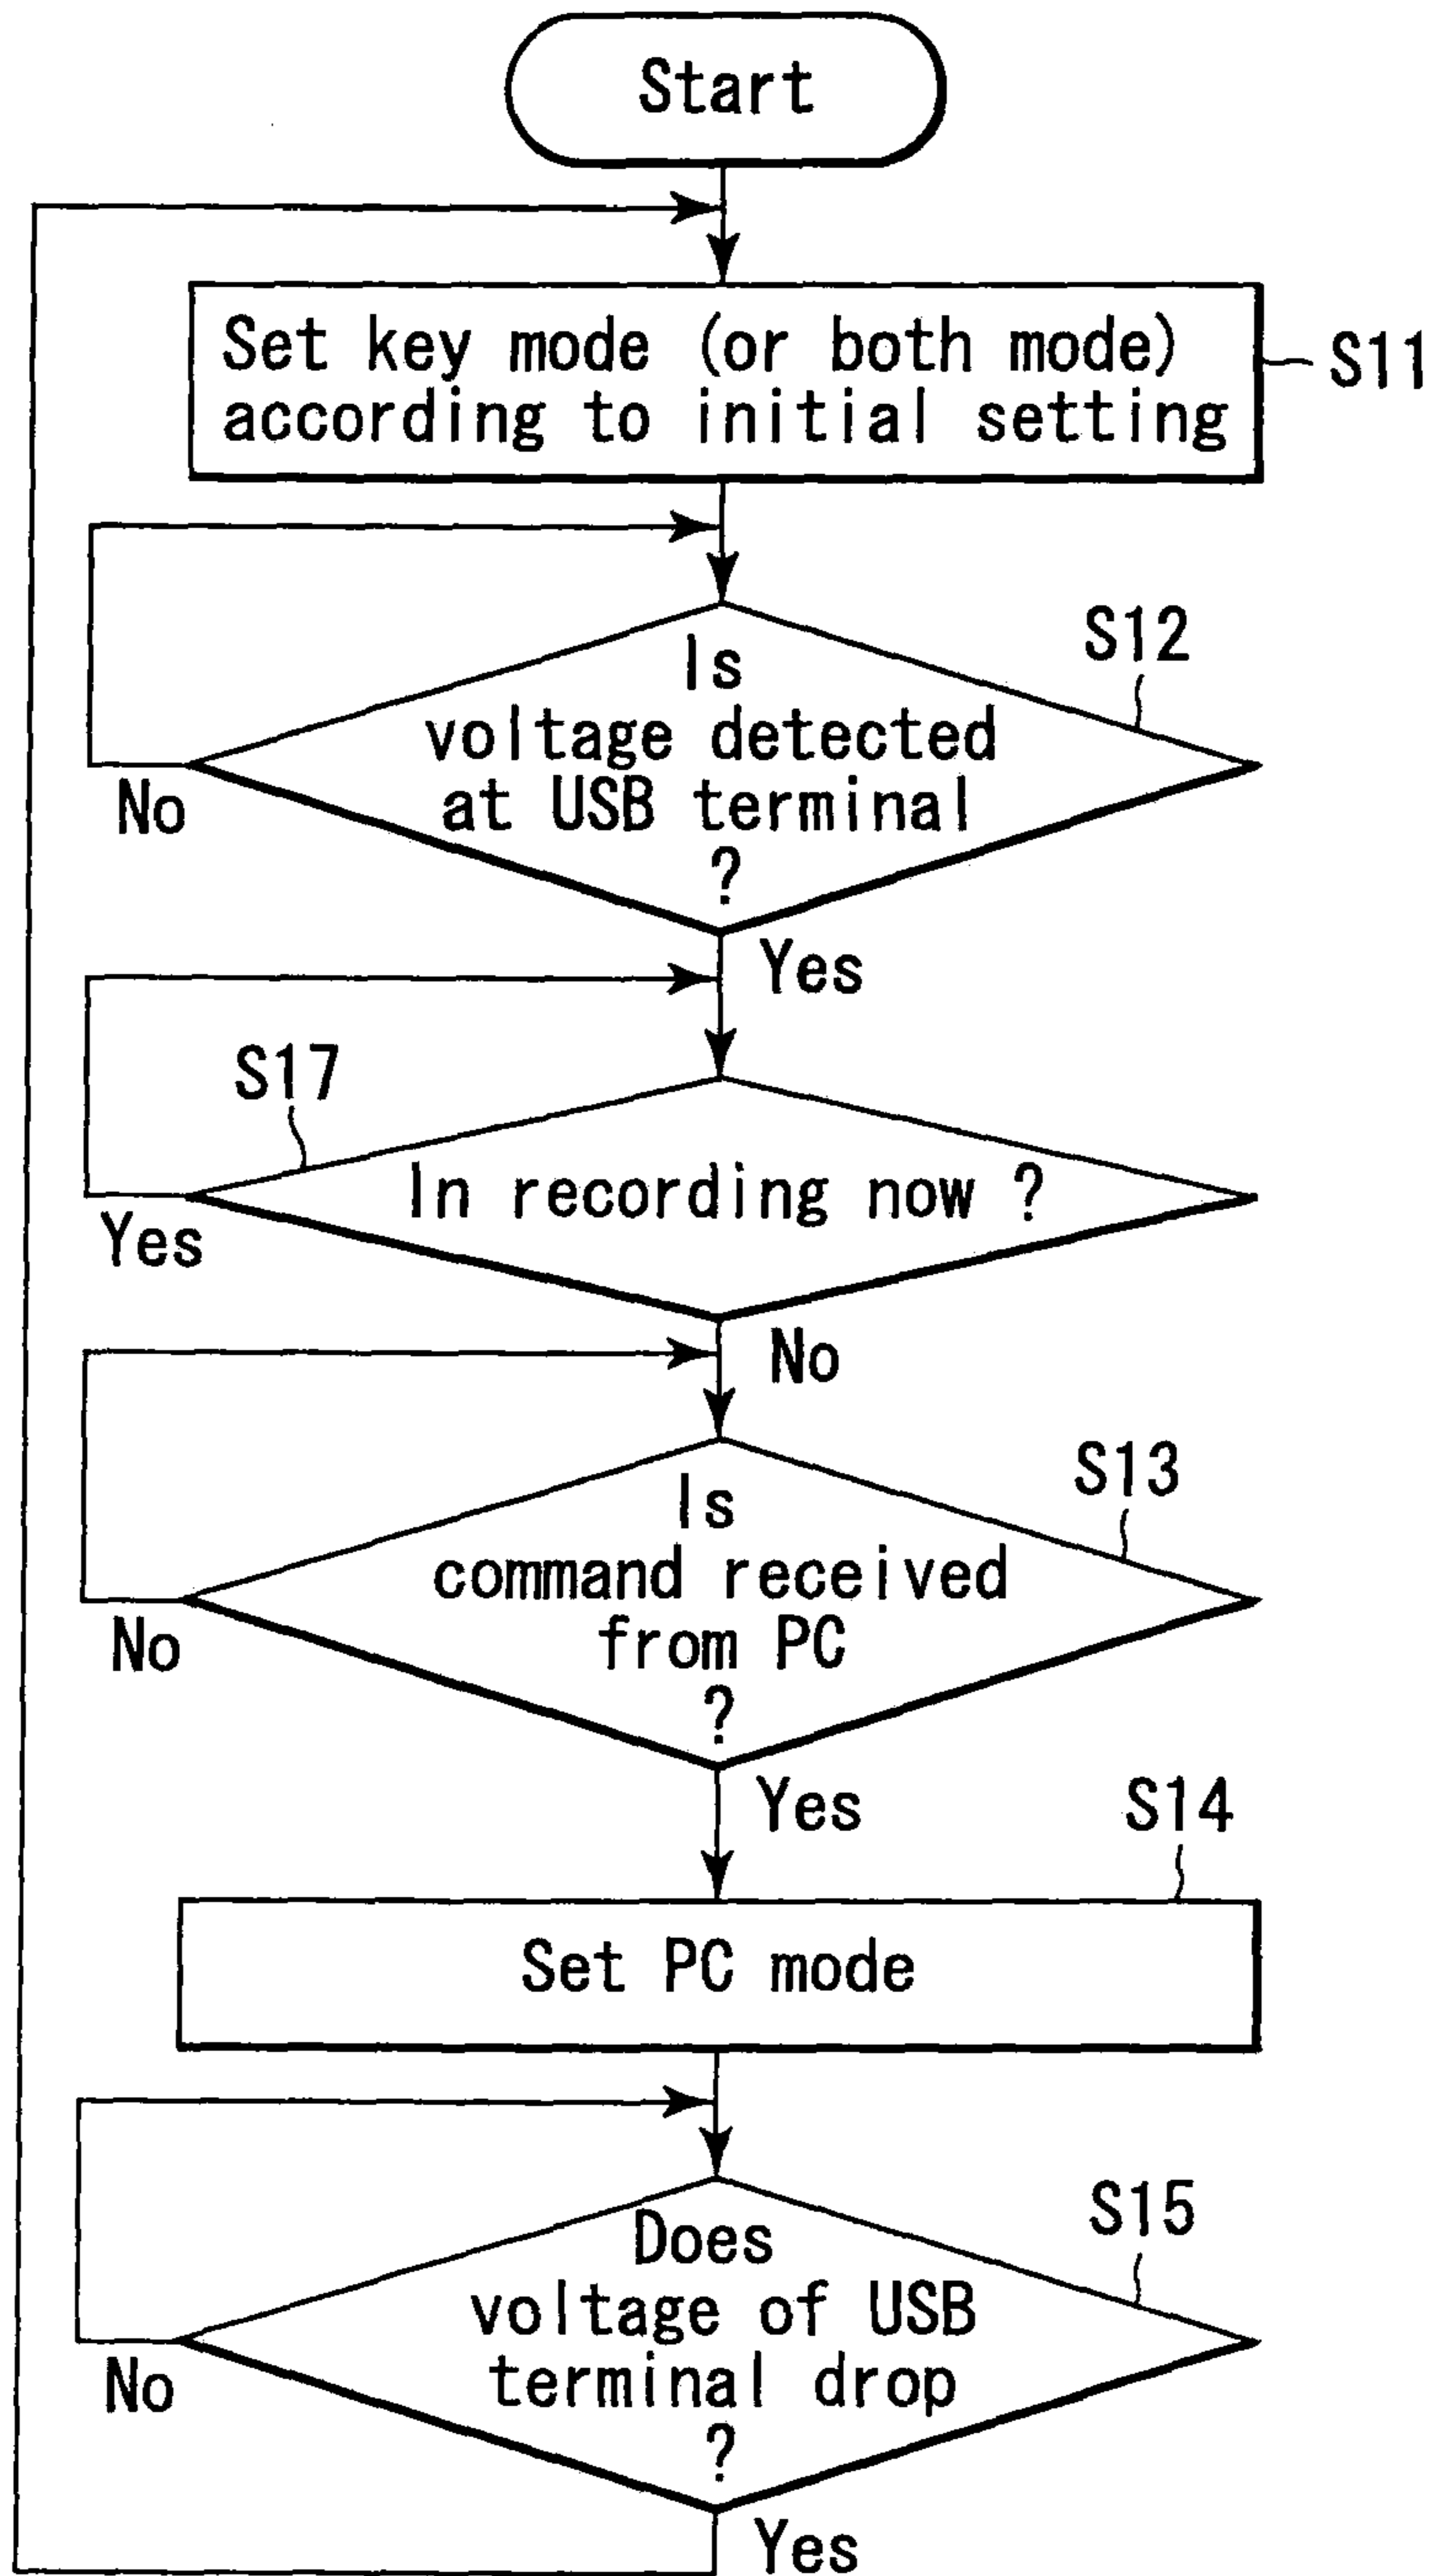 Start
Set key mode (or both mode)
according to initial setting
S11
S12
Is
voltage detected
at USB terminal
?
No
Yes
S17
In recording now ?
Yes
No
S13
Is
command received
from PC
?
No
Yes
S14
Set PC mode
S15
Does
voltage of USB
terminal drop
?
No
Yes